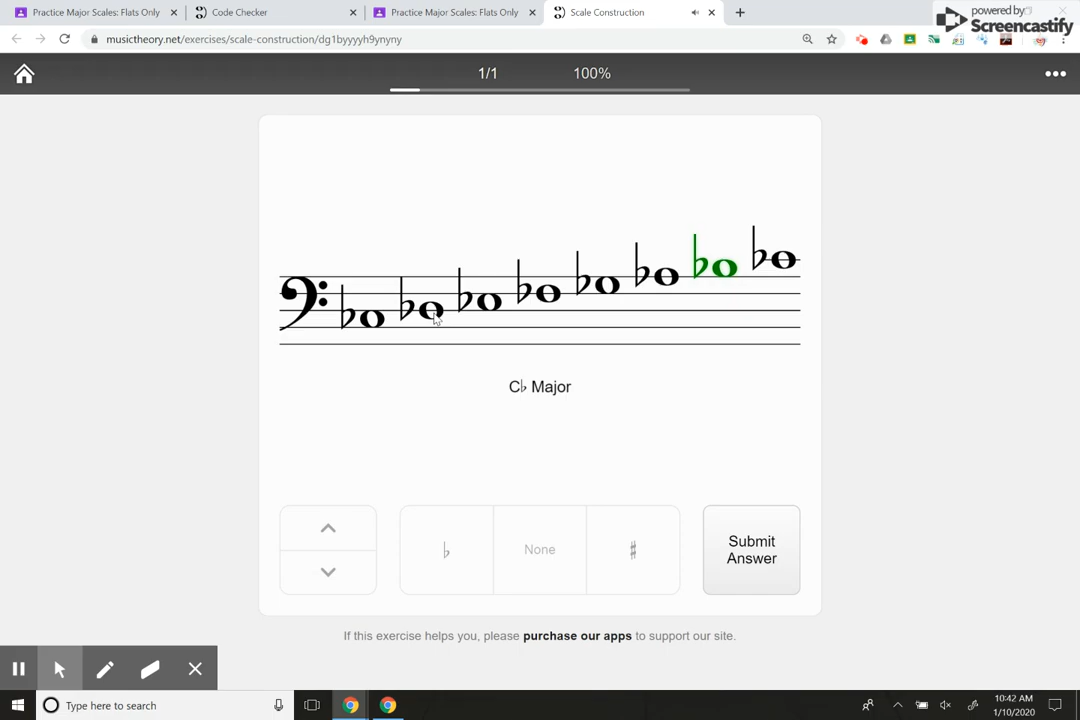 Practice Major Scales: Flats Only
Code Checker
Practice Major Scales: Flats Only
Scale Construction
powered by
Screencastify
musictheory.net/exercises/scale-construction/dg1byyyyh9ynyny
1/1
100%
C♭ Major
♭
None
♯
Submit
Answer
If this exercise helps you, please purchase our apps to support our site.
Type here to search
10:42 AM
1/10/2020